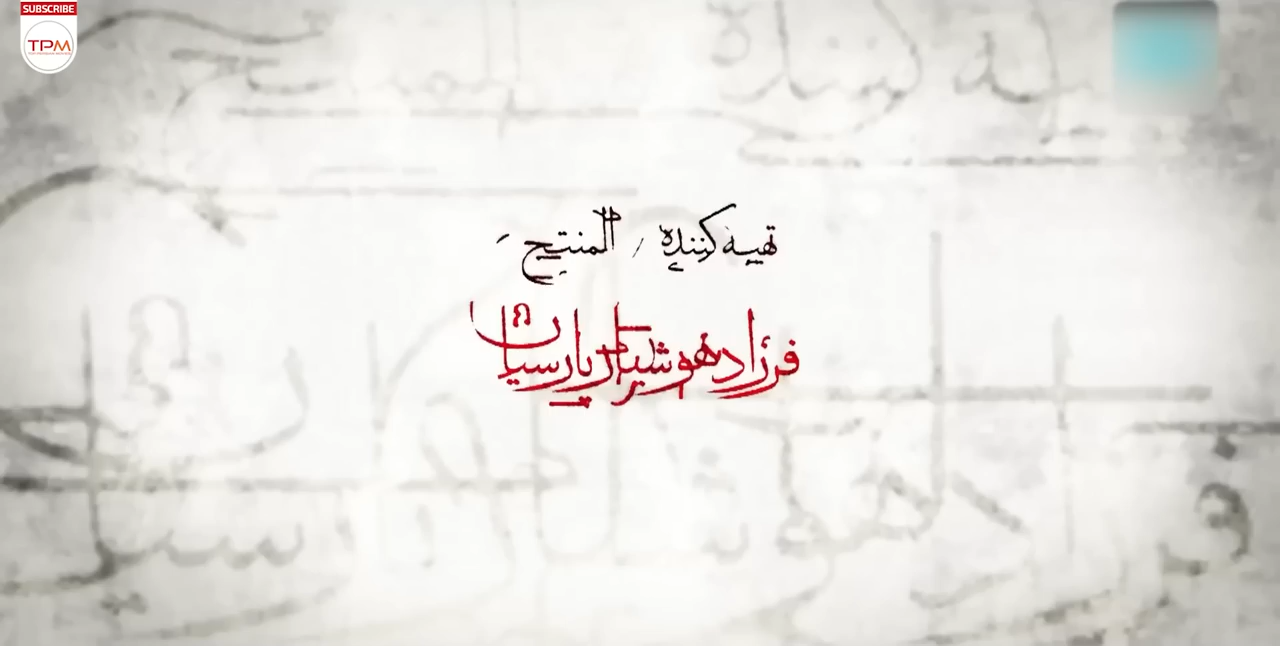 SUBSCRIBE
TPM
تهیه کننده / المنتج
فرزاد هوشیار پارسیان